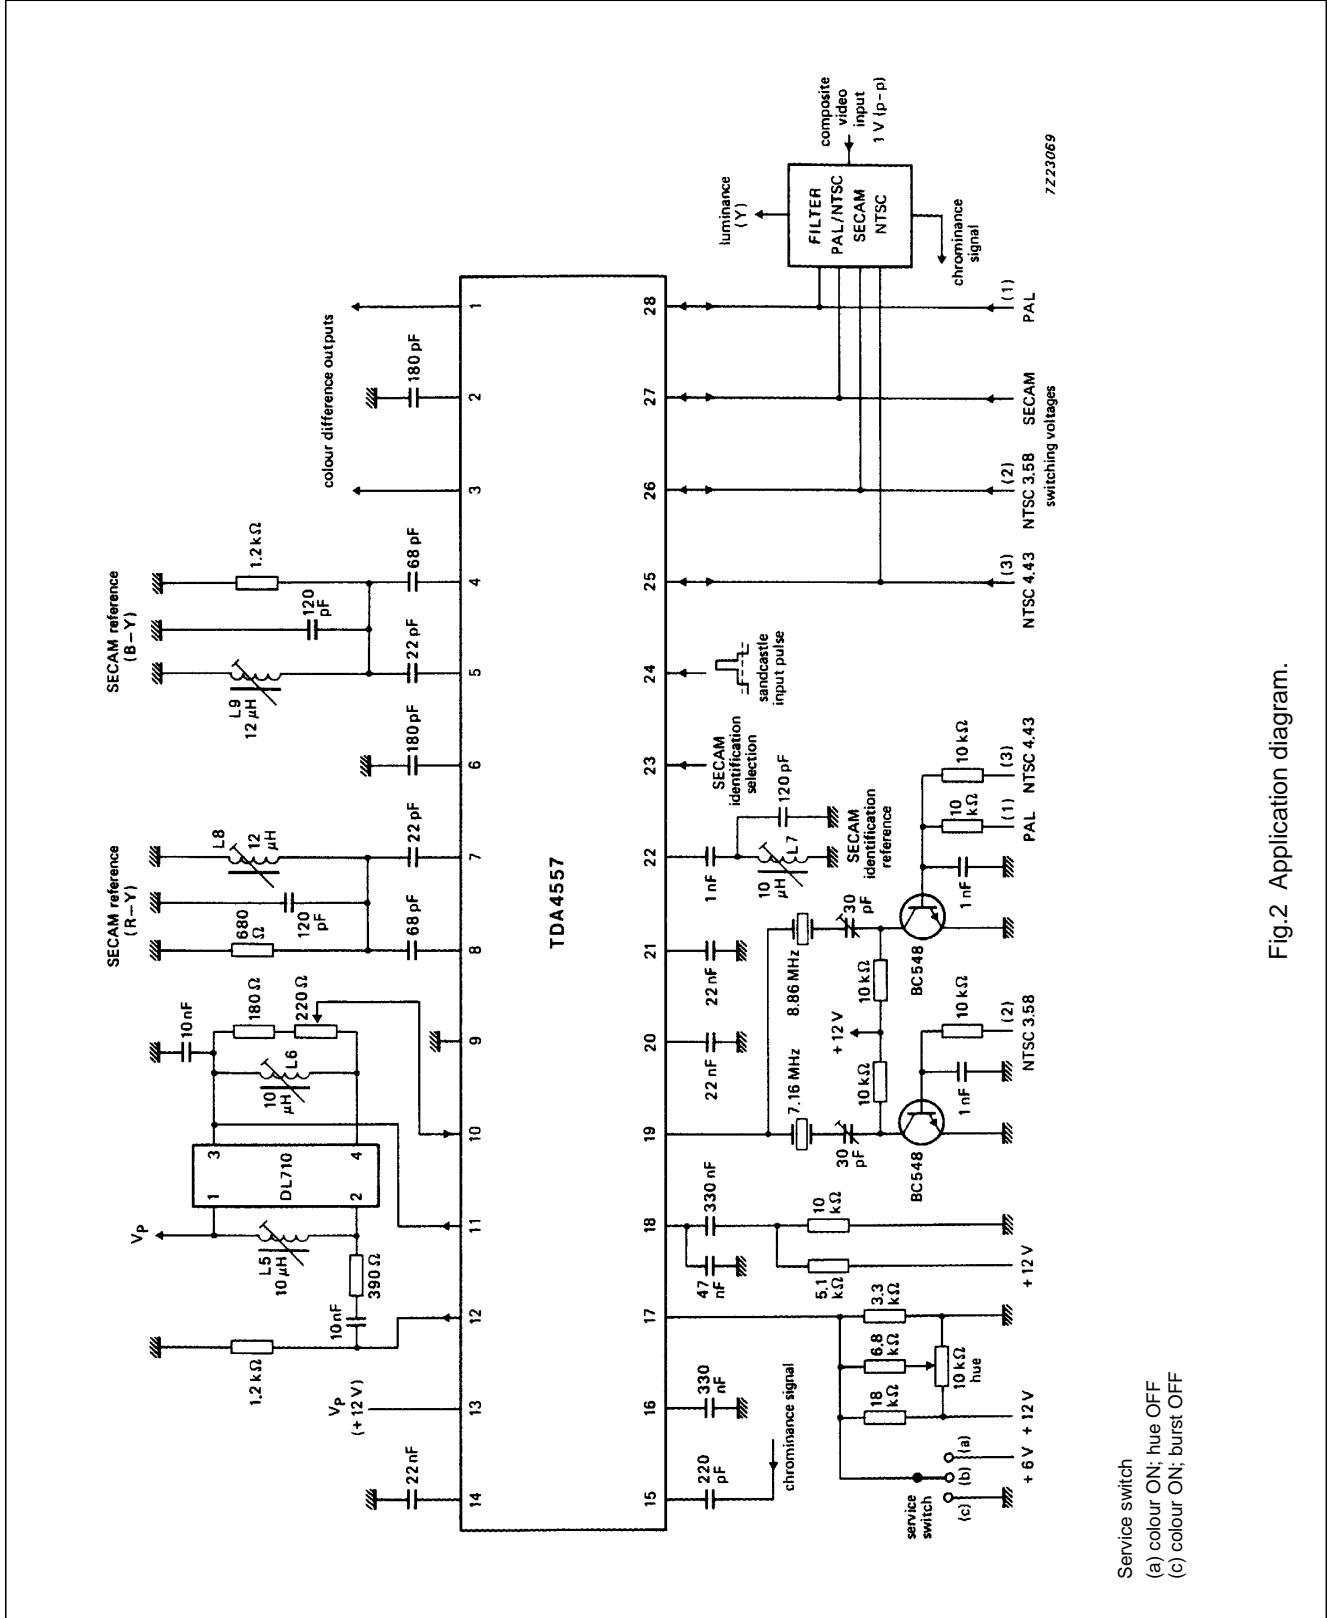 SECAM reference
(R−Y)
SECAM reference
(B−Y)
colour difference outputs
VP
VP
(+12 V)
22 nF
1.2 kΩ
10 nF
390 Ω
L5
10 μH
1
2
DL710
3
4
10
μH
L6
10 nF
180 Ω
220 Ω
680
Ω
120
pF
L8
12
μH
68 pF
22 pF
180 pF
L9
12 μH
120
pF
1.2 kΩ
22 pF
68 pF
180 pF
14
13
12
11
10
9
8
7
6
5
4
3
2
1
TDA4557
15
16
17
18
19
20
21
22
23
24
25
26
27
28
220
pF
chrominance signal
330
nF
47
nF
330 nF
5.1
kΩ
10
kΩ
+12 V
service
switch
(c)
(b)
(a)
+6 V
+12 V
18
kΩ
6.8
kΩ
3.3
kΩ
10 kΩ
hue
22 nF
22 nF
7.16 MHz
8.86 MHz
30
pF
30
pF
10 kΩ
+12 V
10 kΩ
BC548
BC548
1 nF
10 kΩ
(2)
NTSC 3.58
1 nF
10
kΩ
(1)
PAL
10 kΩ
(3)
NTSC 4.43
1 nF
10
μH
L7
120 pF
SECAM
identification
reference
SECAM
identification
selection
sandcastle
input pulse
(3)
NTSC 4.43
(2)
NTSC 3.58
SECAM
(1)
PAL
switching voltages
luminance
(Y)
FILTER
PAL/NTSC
SECAM
NTSC
composite
video
input
1 V (p−p)
chrominance
signal
7Z23069
Service switch
(a) colour ON; hue OFF
(c) colour ON; burst OFF
Fig.2 Application diagram.